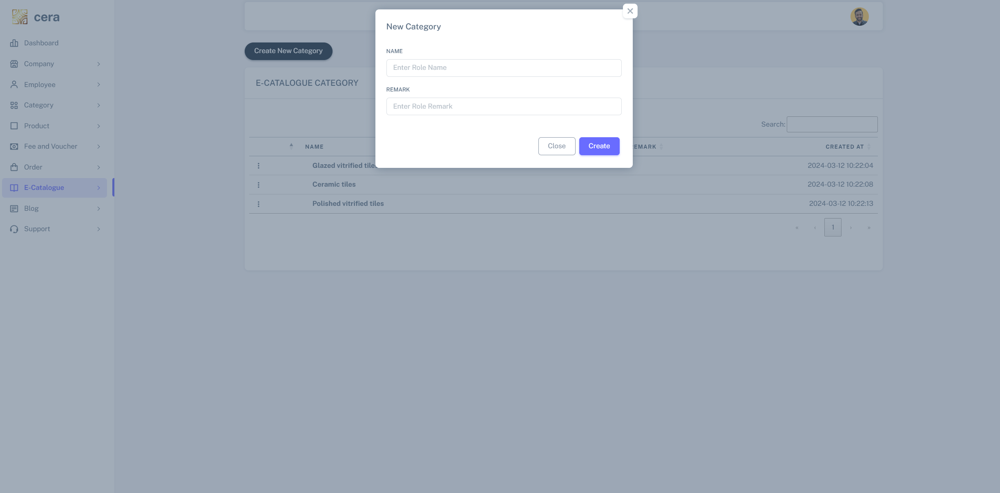 cera
Dashboard
Company
Employee
Category
Product
Fee and Voucher
Order
E-Catalogue
Blog
Support
Create New Category
E-CATALOGUE CATEGORY
Search:
NAME
REMARK
CREATED AT
Glazed vitrified tiles
2024-03-12 10:22:04
Ceramic tiles
2024-03-12 10:22:08
Polished vitrified tiles
2024-03-12 10:22:13
« ‹ 1 › »
New Category
NAME
Enter Role Name
REMARK
Enter Role Remark
Close
Create